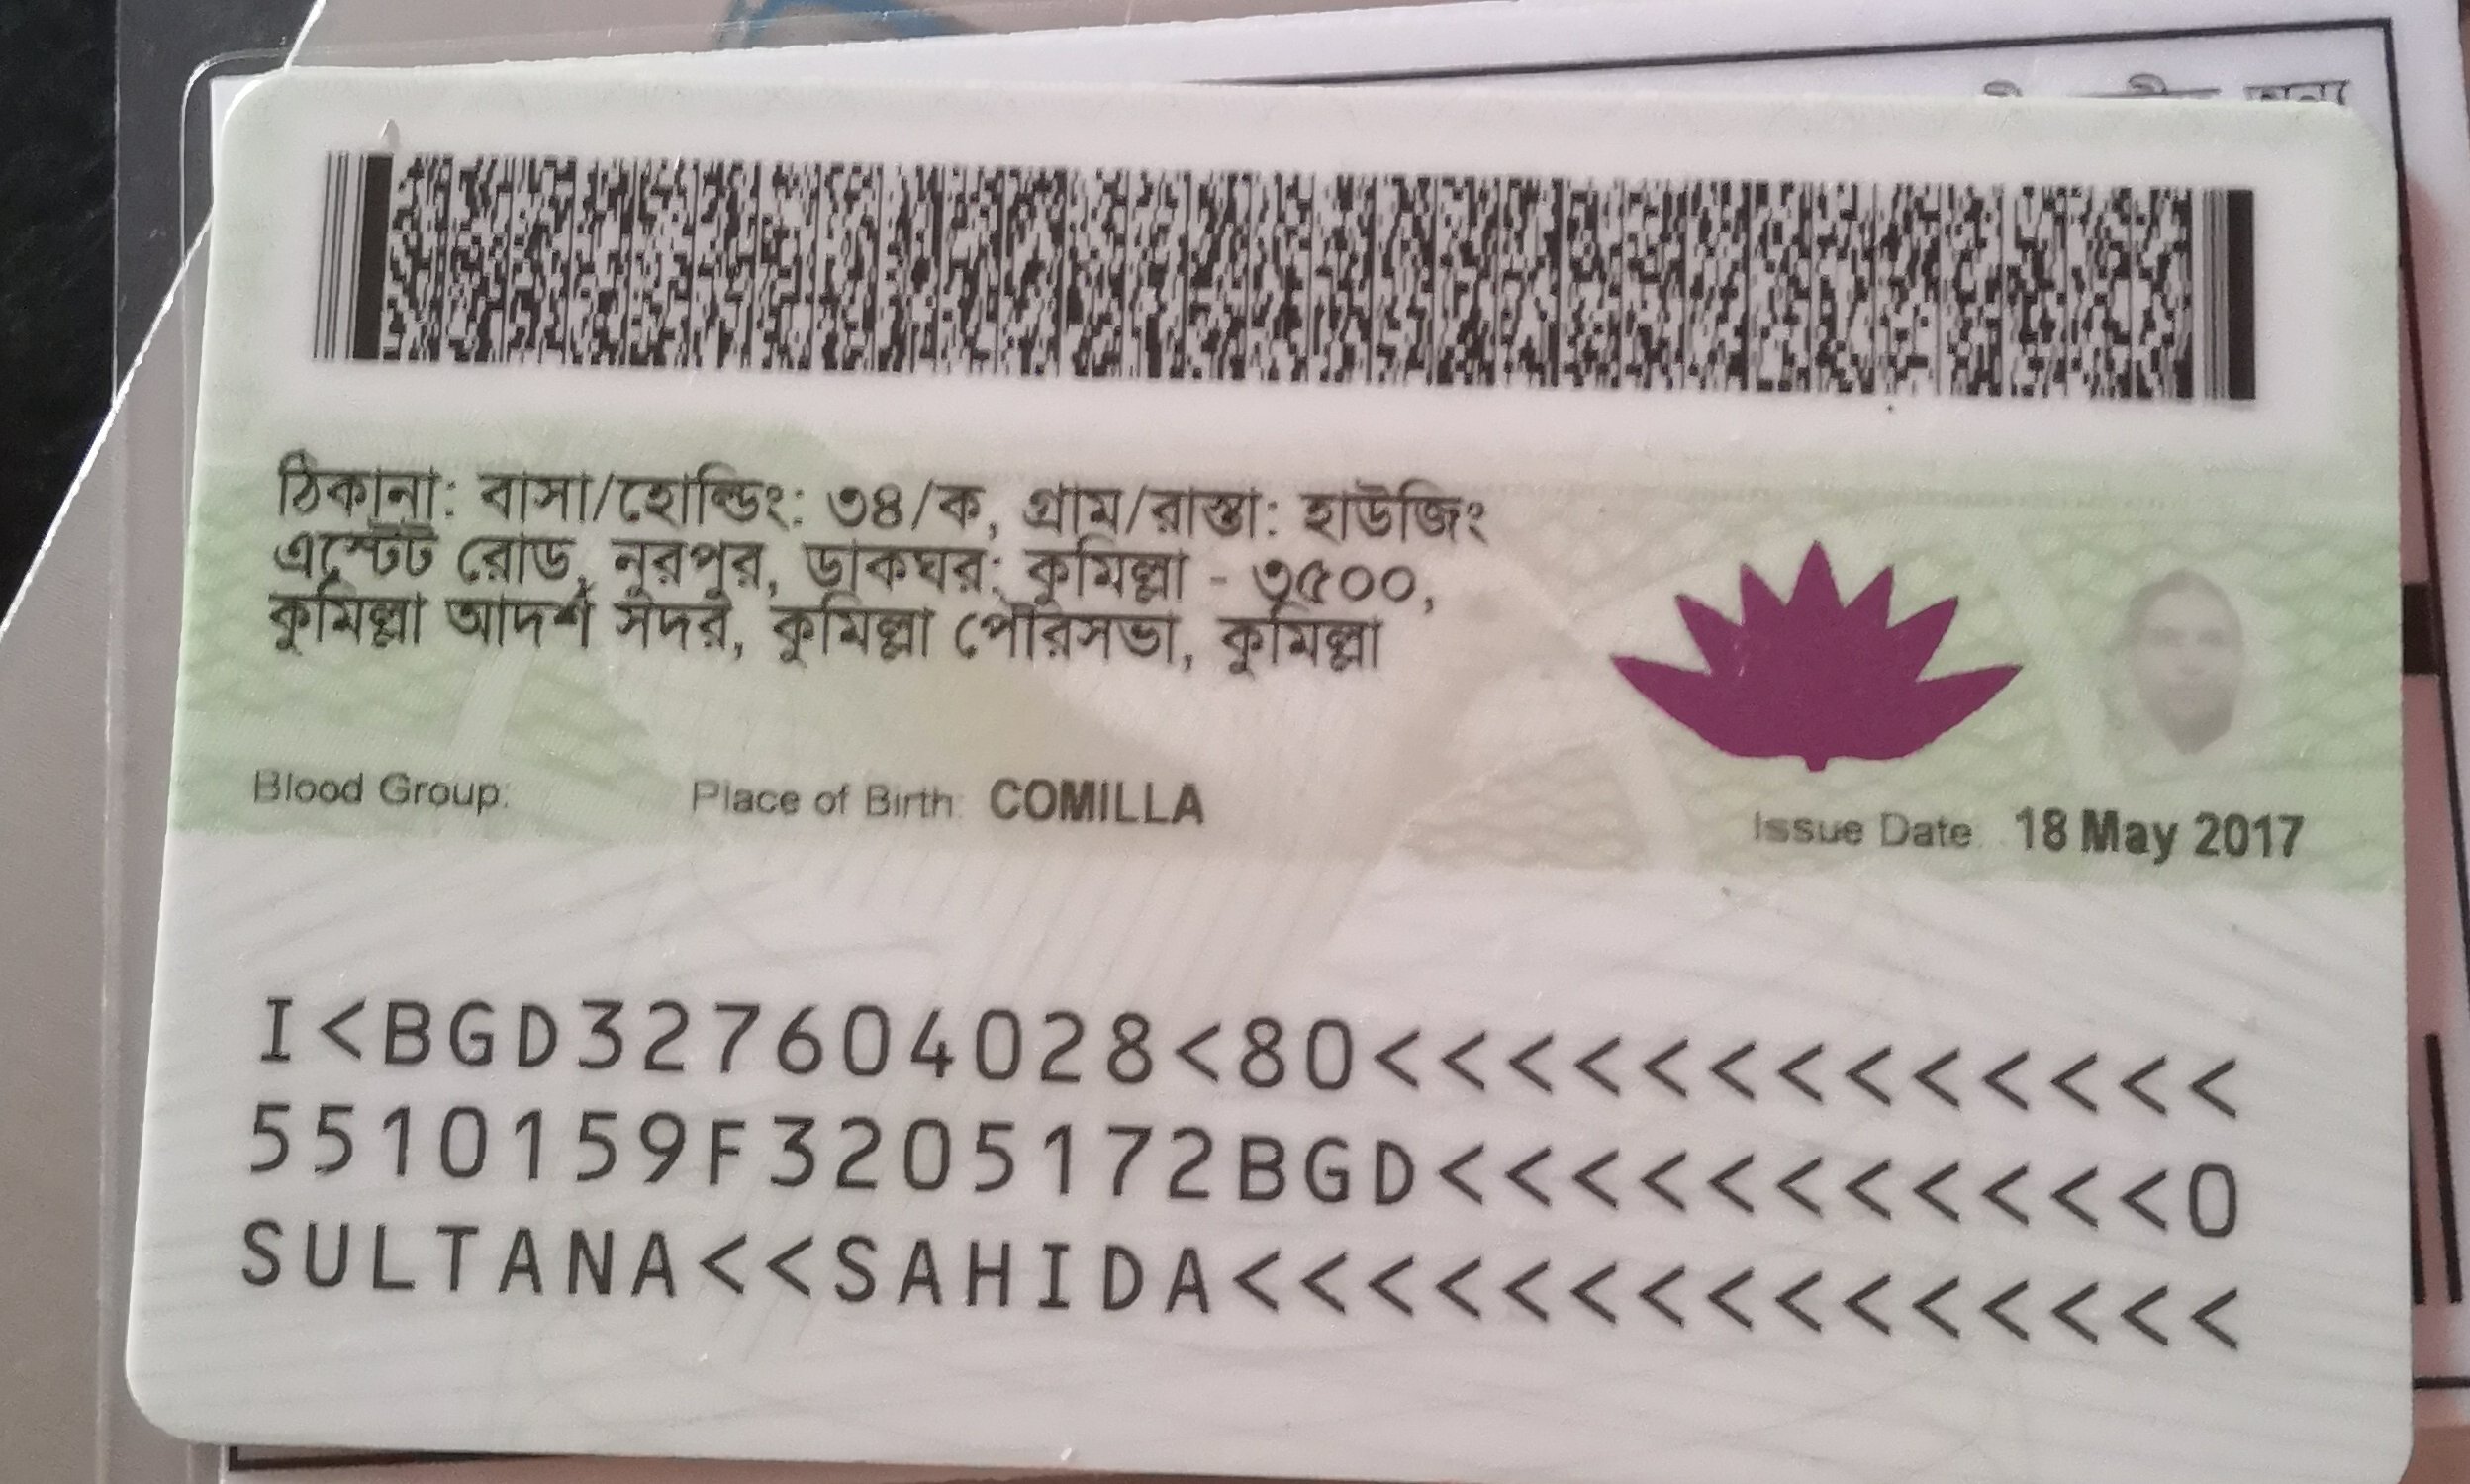 ঠিকানা: বাসা/হোল্ডিং: ৩৪/ক, গ্রাম/রাস্তা: হাউজিং
এস্টেট রোড, নুরপুর, ডাকঘর: কুমিল্লা - ৩৫০০,
কুমিল্লা আদর্শ সদর, কুমিল্লা পৌরসভা, কুমিল্লা
Blood Group:
Place of Birth: COMILLA
Issue Date: 18 May 2017
I<BGD327604028<80<<<<<<<<<<<<<
5510159F3205172BGD<<<<<<<<<<<0
SULTANA<<SAHIDA<<<<<<<<<<<<<<<